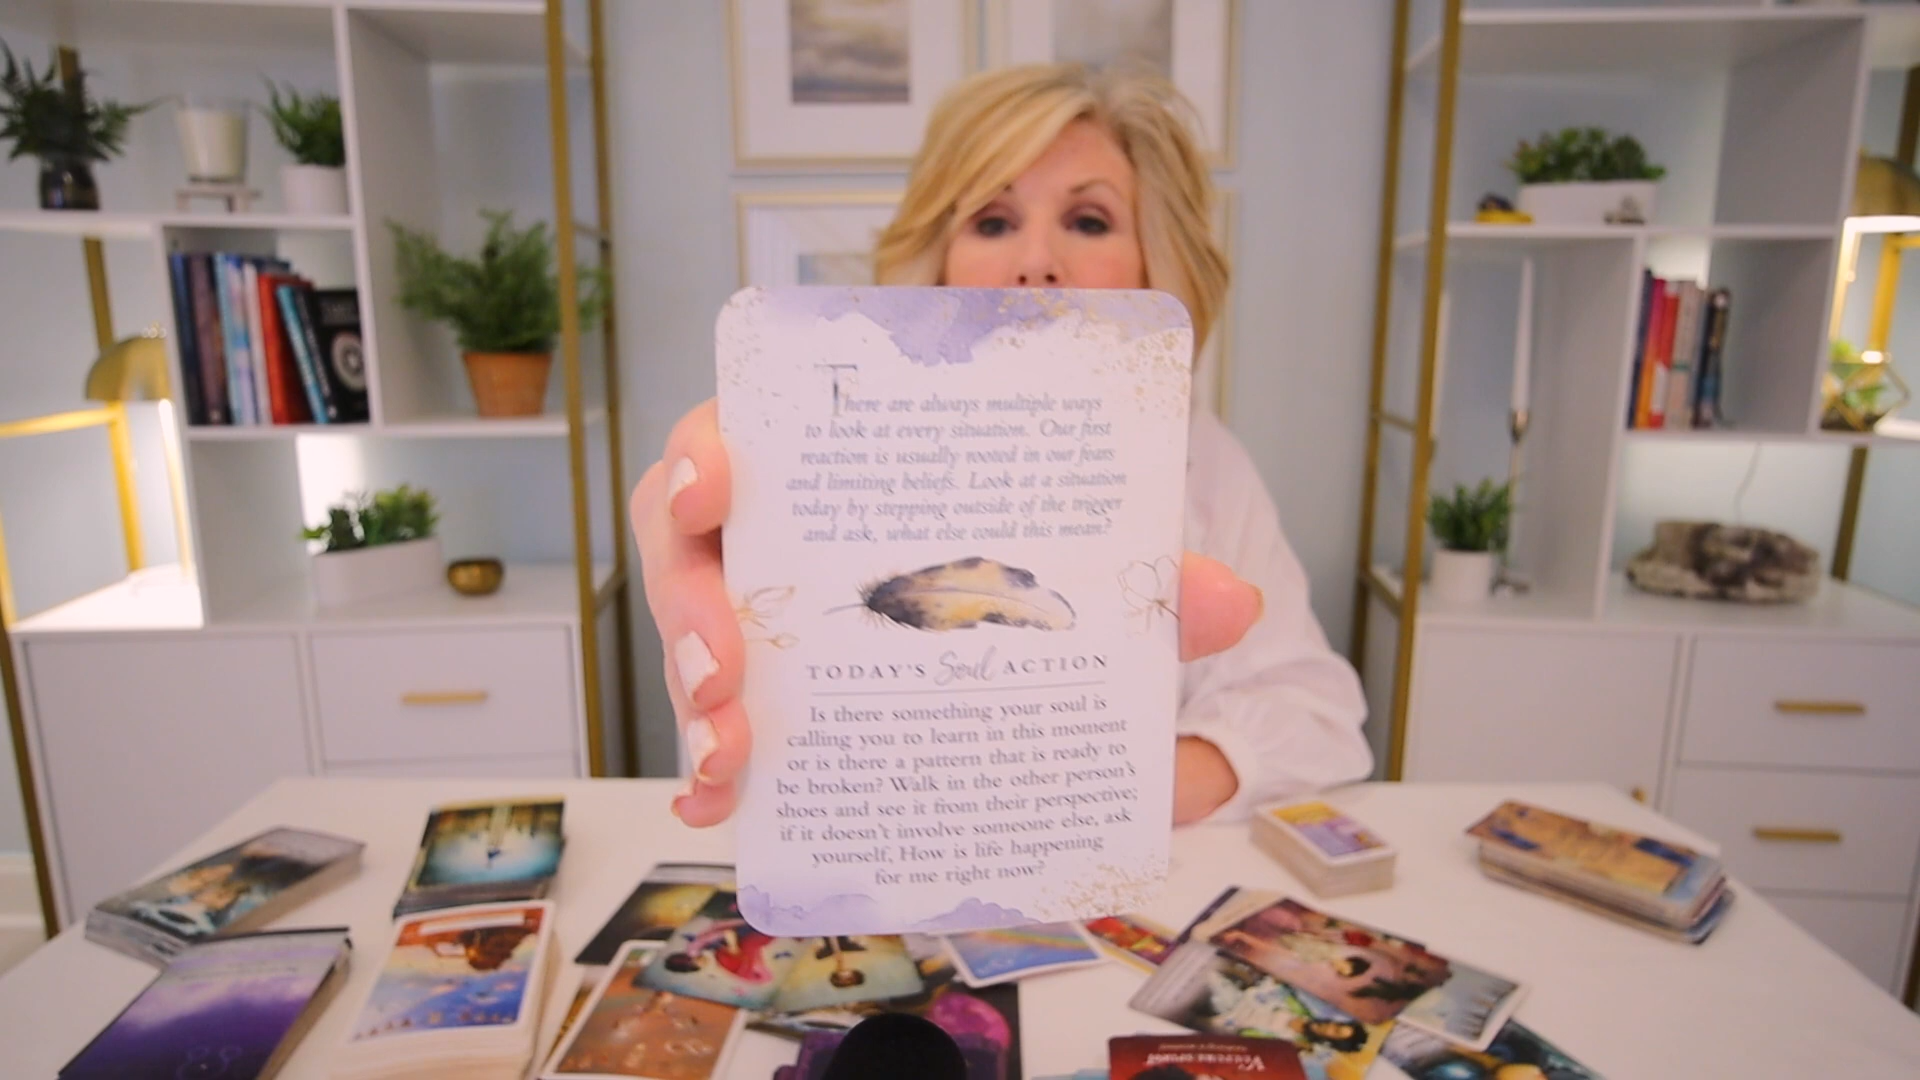 There are always multiple ways
to look at every situation. Our first
reaction is usually rooted in our fears
and limiting beliefs. Look at a situation
today by stepping outside of the trigger
and ask, what else could this mean?
TODAY'S Soul ACTION
Is there something your soul is
calling you to learn in this moment
or is there a pattern that is ready to
be broken? Walk in the other person's
shoes and see it from their perspective;
if it doesn't involve someone else, ask
yourself, How is life happening
for me right now?